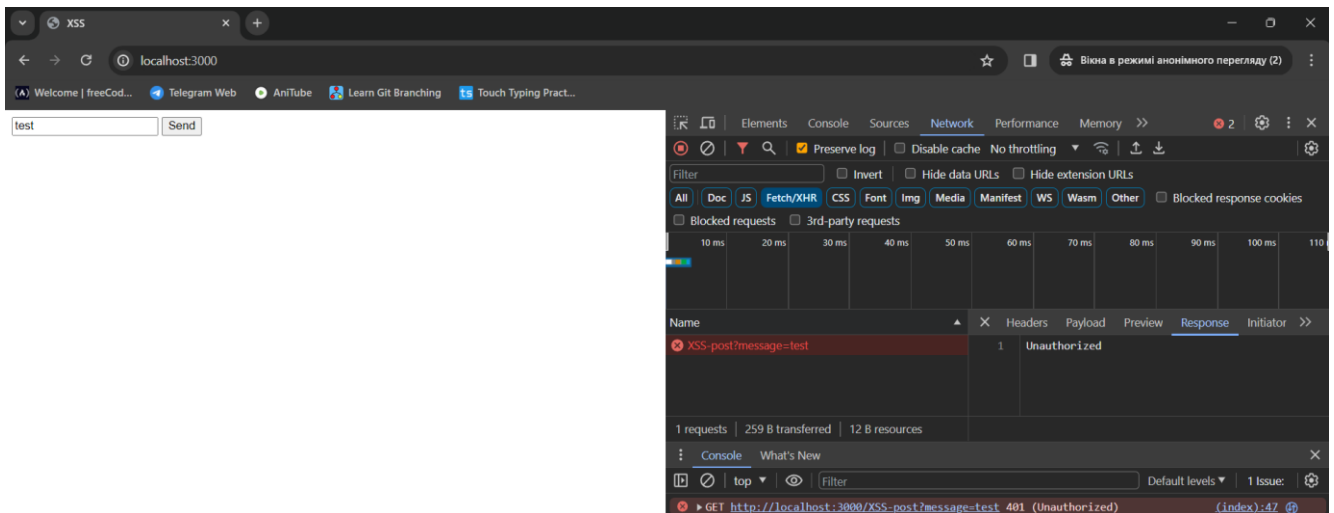 XSS
localhost:3000
Вікна в режимі анонімного перегляду (2)
Welcome | freeCod...
Telegram Web
AniTube
Learn Git Branching
Touch Typing Pract...
test
Send
Elements Console Sources Network Performance Memory 2
Preserve log Disable cache No throttling
Filter Invert Hide data URLs Hide extension URLs
All Doc JS Fetch/XHR CSS Font Img Media Manifest WS Wasm Other Blocked response cookies
Blocked requests 3rd-party requests
10 ms 20 ms 30 ms 40 ms 50 ms 60 ms 70 ms 80 ms 90 ms 100 ms 110
Name Headers Payload Preview Response Initiator
XSS-post?message=test 1 Unauthorized
1 requests 259 B transferred 12 B resources
Console What's New
top Filter Default levels 1 Issue:
GET http://localhost:3000/XSS-post?message=test 401 (Unauthorized) (index):47